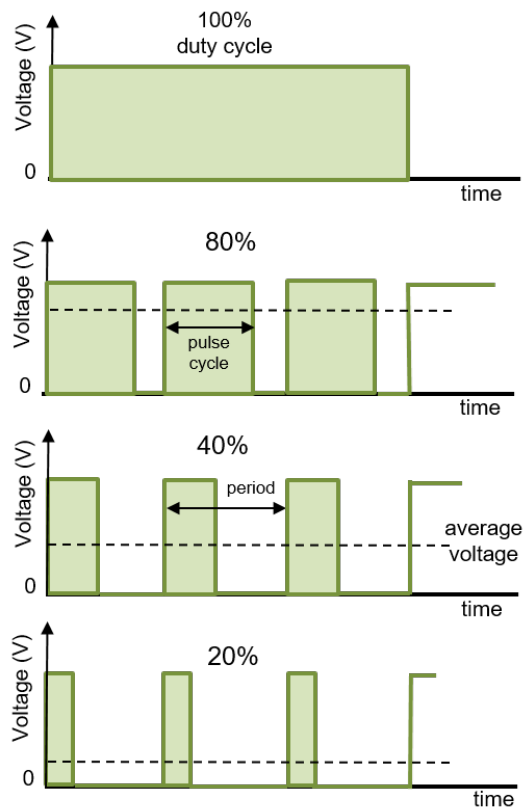 100%
duty cycle
Voltage (V)
0
time
80%
Voltage (V)
pulse
cycle
0
time
40%
Voltage (V)
period
average
voltage
0
time
20%
Voltage (V)
0
time